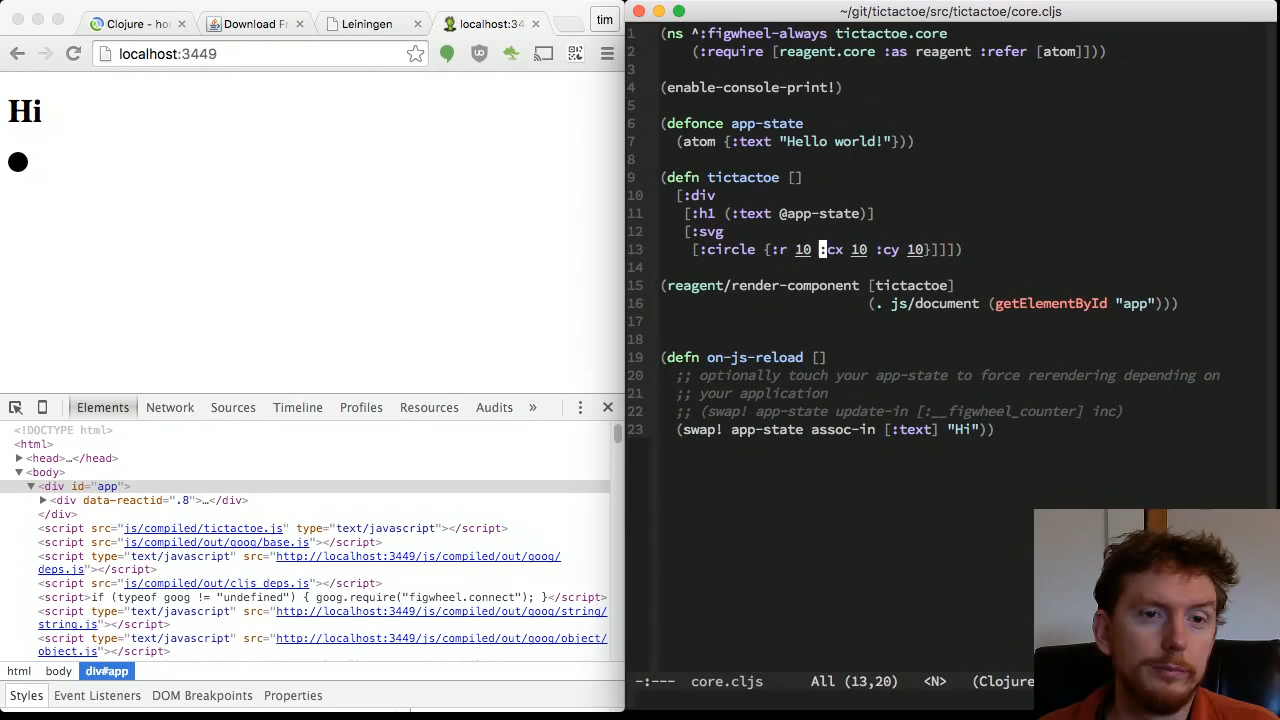 Clojure - ho
Download Fr
Leiningen
localhost:34
tim
localhost:3449
Hi
Elements Network Sources Timeline Profiles Resources Audits »
<!DOCTYPE html>
<html>
<head>…</head>
<body>
<div id="app">
<div data-reactid=".8">…</div>
</div>
<script src="js/compiled/tictactoe.js" type="text/javascript"></script>
<script src="js/compiled/out/goog/base.js"></script>
<script type="text/javascript" src="http://localhost:3449/js/compiled/out/goog/
deps.js"></script>
<script src="js/compiled/out/cljs_deps.js"></script>
<script>if (typeof goog != "undefined") { goog.require("figwheel.connect"); }</script>
<script type="text/javascript" src="http://localhost:3449/js/compiled/out/goog/string/
string.js"></script>
<script type="text/javascript" src="http://localhost:3449/js/compiled/out/goog/object/
object.js"></script>
html body div#app
Styles Event Listeners DOM Breakpoints Properties
~/git/tictactoe/src/tictactoe/core.cljs
1 (ns ^:figwheel-always tictactoe.core
2 (:require [reagent.core :as reagent :refer [atom]]))
3
4 (enable-console-print!)
5
6 (defonce app-state
7 (atom {:text "Hello world!"}))
8
9 (defn tictactoe []
10 [:div
11 [:h1 (:text @app-state)]
12 [:svg
13 [:circle {:r 10 :cx 10 :cy 10}]]])
14
15 (reagent/render-component [tictactoe]
16 (. js/document (getElementById "app")))
17
18
19 (defn on-js-reload []
20 ;; optionally touch your app-state to force rerendering depending on
21 ;; your application
22 ;; (swap! app-state update-in [:__figwheel_counter] inc)
23 (swap! app-state assoc-in [:text] "Hi"))
-:--- core.cljs All (13,20) <N> (Clojure